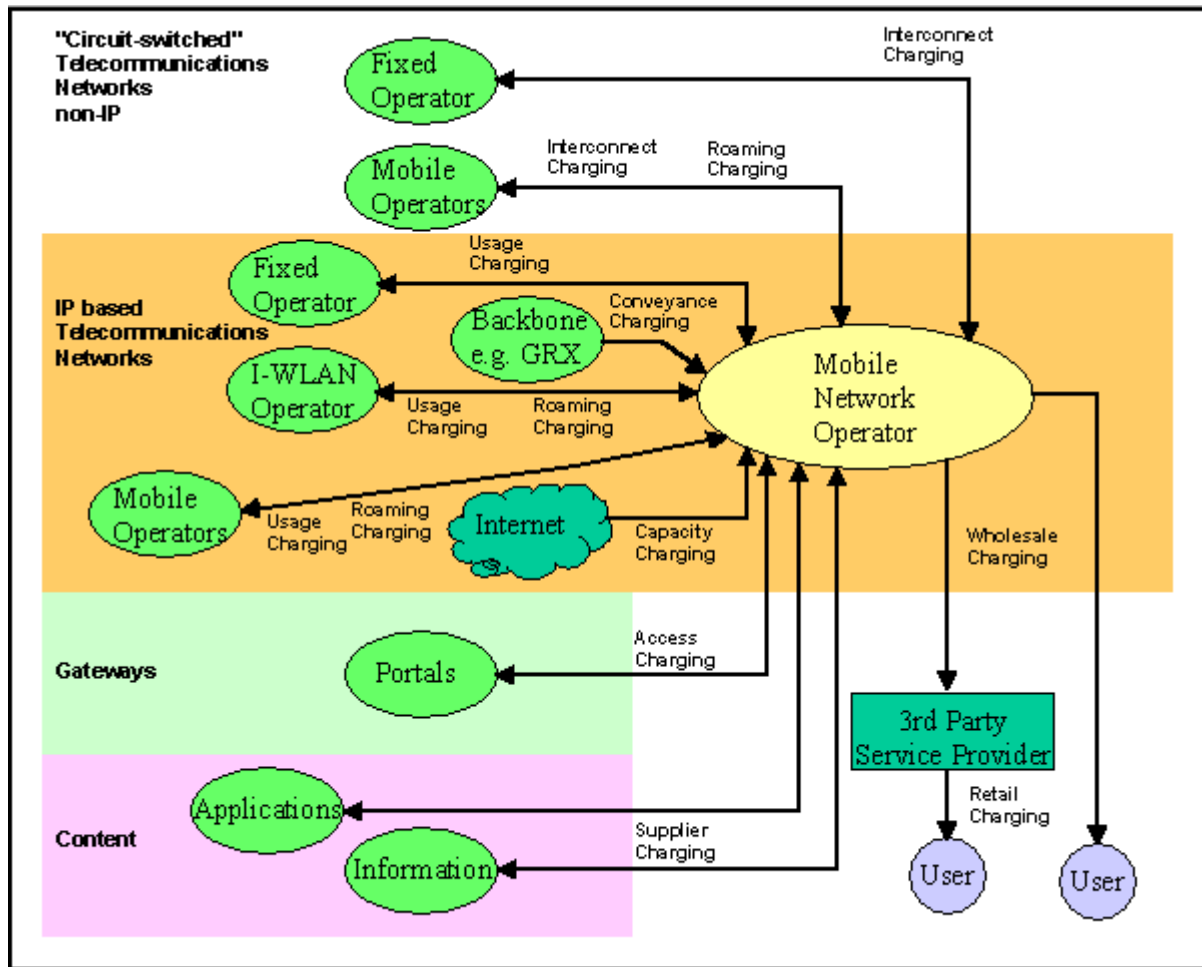 "Circuit-switched"
Telecommunications
Networks
non-IP
Fixed
Operator
Interconnect
Charging
Mobile
Operators
Interconnect
Charging
Roaming
Charging
IP based
Telecommunications
Networks
Fixed
Operator
Usage
Charging
Backbone
e.g. GRX
Conveyance
Charging
I-WLAN
Operator
Usage
Charging
Roaming
Charging
Mobile
Network
Operator
Mobile
Operators
Usage
Charging
Roaming
Charging
Internet
Capacity
Charging
Wholesale
Charging
Gateways
Portals
Access
Charging
3rd Party
Service Provider
Content
Applications
Information
Supplier
Charging
Retail
Charging
User
User